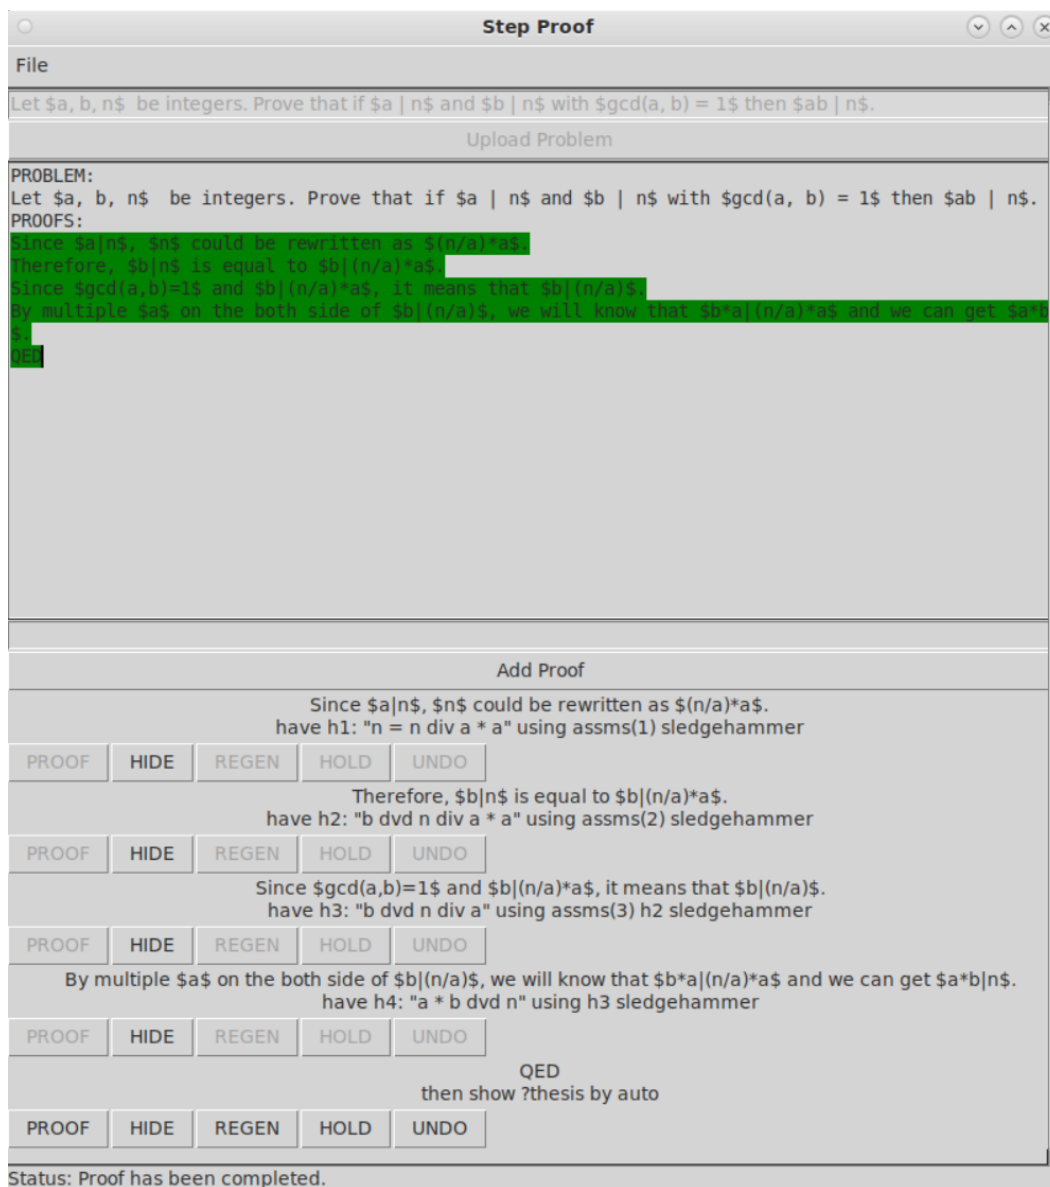 Step Proof
File
Let $a, b, n$  be integers. Prove that if $a | n$ and $b | n$ with $gcd(a, b) = 1$ then $ab | n$.
Upload Problem
PROBLEM:
Let $a, b, n$  be integers. Prove that if $a | n$ and $b | n$ with $gcd(a, b) = 1$ then $ab | n$.
PROOFS:
Since $a|n$, $n$ could be rewritten as $(n/a)*a$.
Therefore, $b|n$ is equal to $b|(n/a)*a$.
Since $gcd(a,b)=1$ and $b|(n/a)*a$, it means that $b|(n/a)$.
By multiple $a$ on the both side of $b|(n/a)$, we will know that $b*a|(n/a)*a$ and we can get $a*b
$.
QED
Add Proof
Since $a|n$, $n$ could be rewritten as $(n/a)*a$.
have h1: "n = n div a * a" using assms(1) sledgehammer
PROOF HIDE REGEN HOLD UNDO
Therefore, $b|n$ is equal to $b|(n/a)*a$.
have h2: "b dvd n div a * a" using assms(2) sledgehammer
PROOF HIDE REGEN HOLD UNDO
Since $gcd(a,b)=1$ and $b|(n/a)*a$, it means that $b|(n/a)$.
have h3: "b dvd n div a" using assms(3) h2 sledgehammer
PROOF HIDE REGEN HOLD UNDO
By multiple $a$ on the both side of $b|(n/a)$, we will know that $b*a|(n/a)*a$ and we can get $a*b|n$.
have h4: "a * b dvd n" using h3 sledgehammer
PROOF HIDE REGEN HOLD UNDO
QED
then show ?thesis by auto
PROOF HIDE REGEN HOLD UNDO
Status: Proof has been completed.